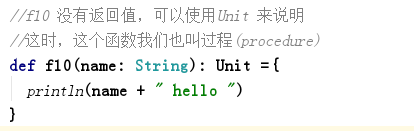 //f10 没有返回值，可以使用Unit 来说明
//这时，这个函数我们也叫过程(procedure)
def f10(name: String): Unit ={
  println(name + " hello ")
}